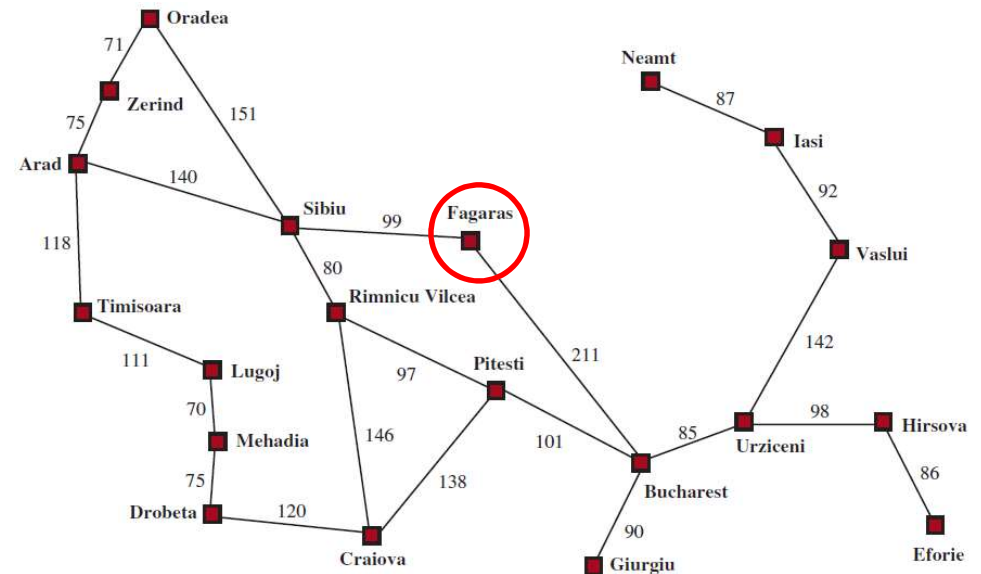 Oradea
71
Neamt
Zerind
87
75
151
Iasi
Arad
140
92
Sibiu
Fagaras
99
118
Vaslui
80
Timisoara
Rimnicu Vilcea
142
111
Pitesti
211
Lugoj
97
70
98
Hirsova
146
101
85
Mehadia
Urziceni
86
75
138
Bucharest
Drobeta
120
90
Craiova
Giurgiu
Eforie